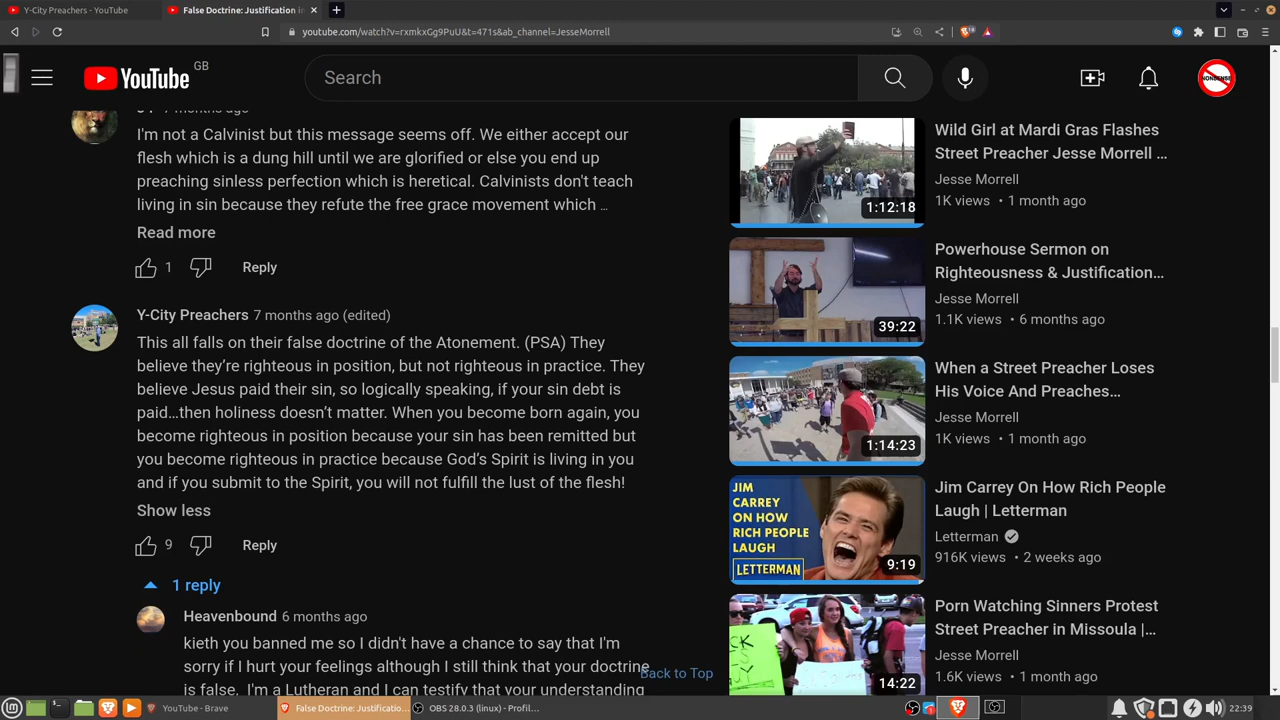 Y-City Preachers - YouTube
False Doctrine: Justification in
youtube.com/watch?v=rxmkxGg9PuU&t=471s&ab_channel=JesseMorrell
YouTube
GB
Search
NONSENSE
7 months ago
I'm not a Calvinist but this message seems off. We either accept our
flesh which is a dung hill until we are glorified or else you end up
preaching sinless perfection which is heretical. Calvinists don't teach
living in sin because they refute the free grace movement which ...
Read more
1
Reply
Y-City Preachers 7 months ago (edited)
This all falls on their false doctrine of the Atonement. (PSA) They
believe they're righteous in position, but not righteous in practice. They
believe Jesus paid their sin, so logically speaking, if your sin debt is
paid…then holiness doesn't matter. When you become born again, you
become righteous in position because your sin has been remitted but
you become righteous in practice because God's Spirit is living in you
and if you submit to the Spirit, you will not fulfill the lust of the flesh!
Show less
9
Reply
1 reply
Heavenbound 6 months ago
kieth you banned me so I didn't have a chance to say that I'm
sorry if I hurt your feelings although I still think that your doctrine
is false. I'm a Lutheran and I can testify that your understanding
Back to Top
1:12:18
Wild Girl at Mardi Gras Flashes
Street Preacher Jesse Morrell ...
Jesse Morrell
1K views • 1 month ago
39:22
Powerhouse Sermon on
Righteousness & Justification...
Jesse Morrell
1.1K views • 6 months ago
1:14:23
When a Street Preacher Loses
His Voice And Preaches...
Jesse Morrell
1K views • 1 month ago
JIM
CARREY
ON HOW
RICH PEOPLE
LAUGH
LETTERMAN
9:19
Jim Carrey On How Rich People
Laugh | Letterman
Letterman
916K views • 2 weeks ago
14:22
Porn Watching Sinners Protest
Street Preacher in Missoula |...
Jesse Morrell
1.6K views • 1 month ago
YouTube - Brave
False Doctrine: Justificatio...
OBS 28.0.3 (linux) - Profil...
22:39